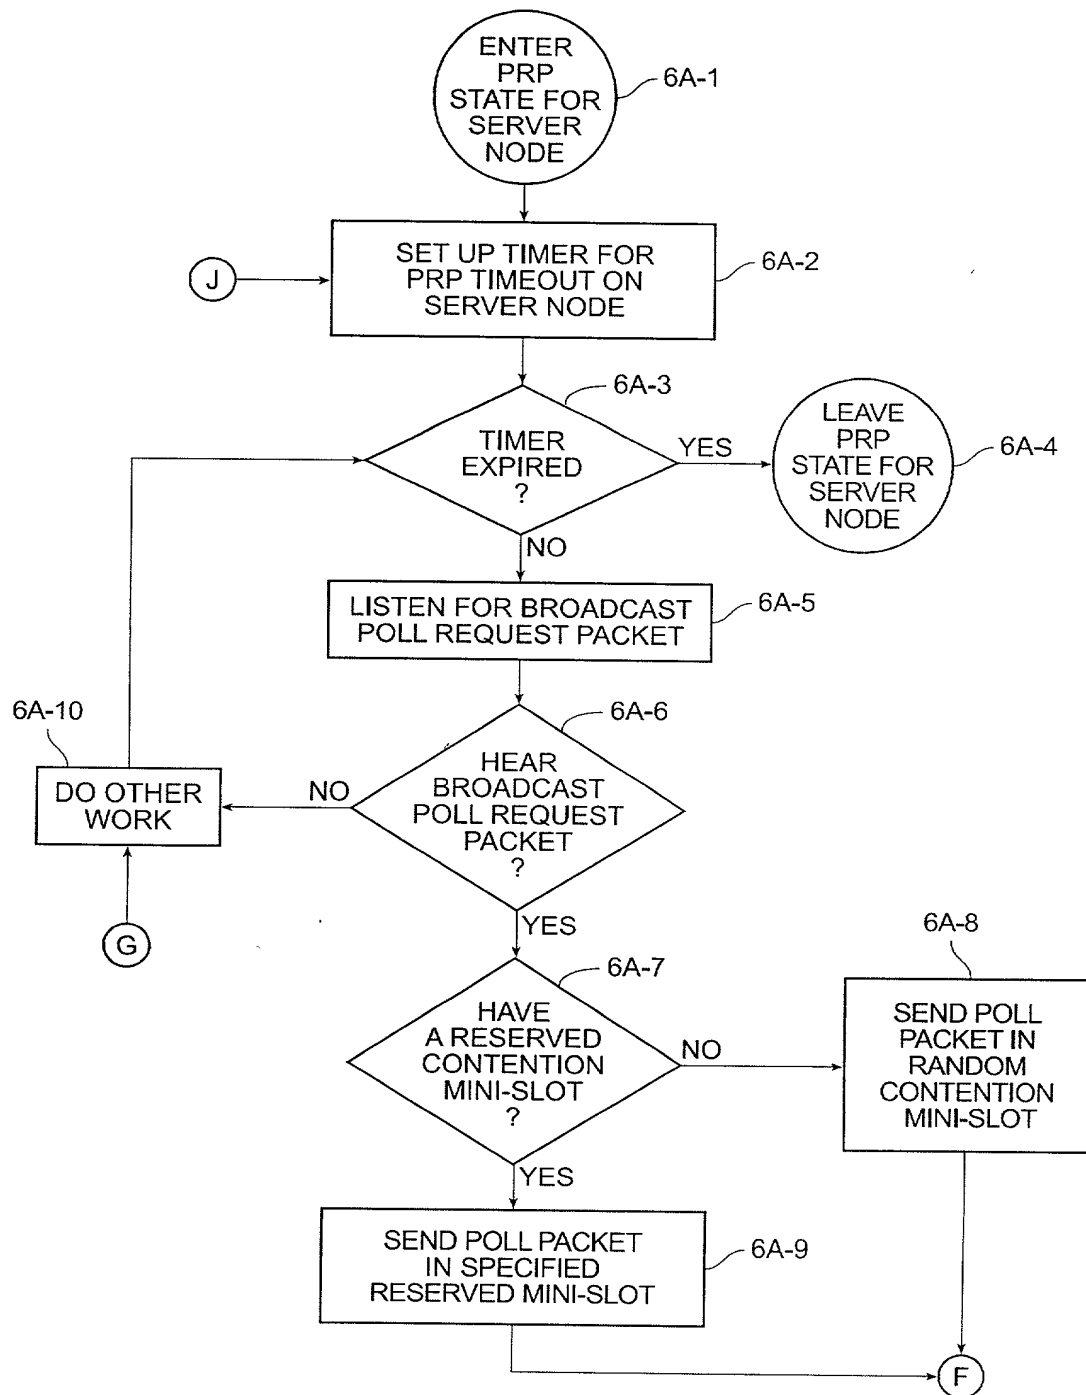 ENTER
PRP
STATE FOR
SERVER
NODE
6A-1
J
SET UP TIMER FOR
PRP TIMEOUT ON
SERVER NODE
6A-2
6A-3
TIMER
EXPIRED
?
YES
LEAVE
PRP
STATE FOR
SERVER
NODE
6A-4
NO
LISTEN FOR BROADCAST
POLL REQUEST PACKET
6A-5
6A-10
DO OTHER
WORK
NO
6A-6
HEAR
BROADCAST
POLL REQUEST
PACKET
?
G
YES
6A-7
HAVE
A RESERVED
CONTENTION
MINI-SLOT
?
NO
6A-8
SEND POLL
PACKET IN
RANDOM
CONTENTION
MINI-SLOT
YES
SEND POLL PACKET
IN SPECIFIED
RESERVED MINI-SLOT
6A-9
F